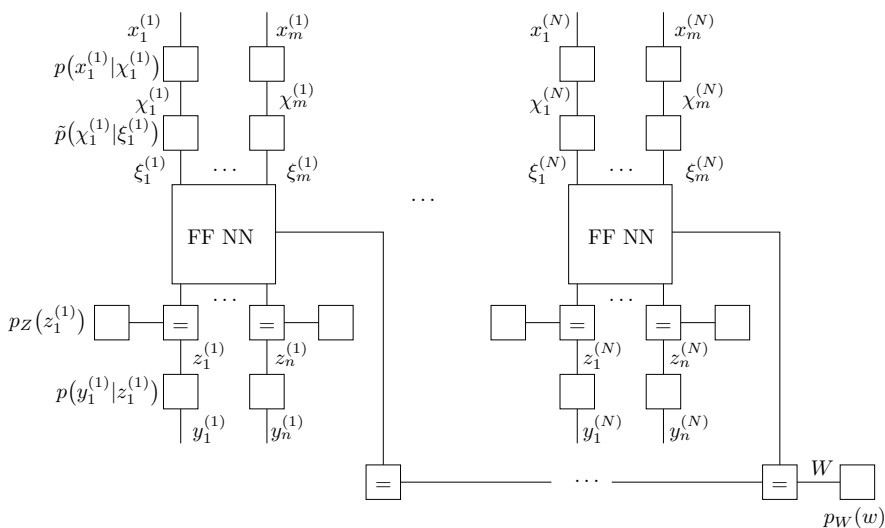 x_1^{(1)} x_m^{(1)} x_1^{(N)} x_m^{(N)}
p(x_1^{(1)}|χ_1^{(1)})
χ_1^{(1)} χ_m^{(1)} χ_1^{(N)} χ_m^{(N)}
p̃(χ_1^{(1)}|ξ_1^{(1)})
ξ_1^{(1)} ... ξ_m^{(1)} ξ_1^{(N)} ... ξ_m^{(N)}
...
FF NN FF NN
... ...
p_Z(z_1^{(1)}) = = = =
z_1^{(1)} z_n^{(1)} z_1^{(N)} z_n^{(N)}
p(y_1^{(1)}|z_1^{(1)})
y_1^{(1)} y_n^{(1)} y_1^{(N)} y_n^{(N)}
= ... = W
p_W(w)